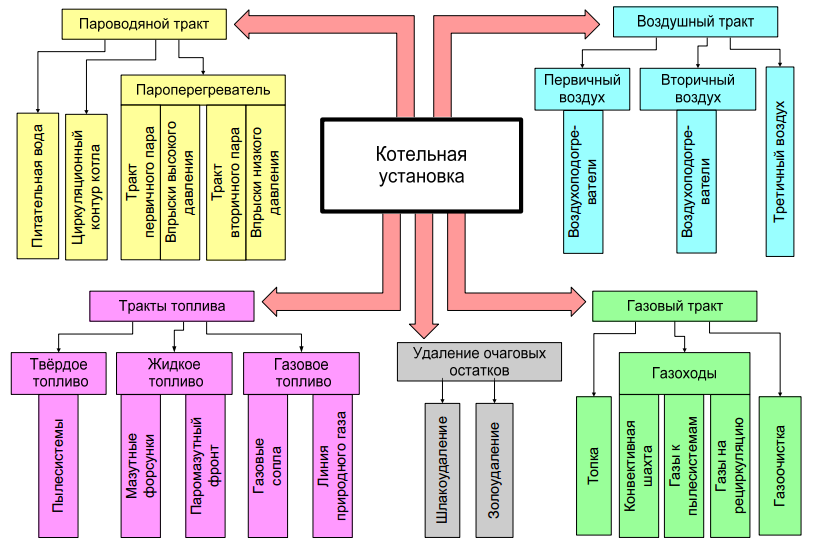 Пароводяной тракт
Воздушный тракт
Пароперегреватель
Питательная вода
Циркуляционный
контур котла
Тракт
первичного пара
Впрыски высокого
давления
Тракт
вторичного пара
Впрыски низкого
давления
Котельная
установка
Первичный
воздух
Воздухоподогре-
ватели
Вторичный
воздух
Воздухоподогре-
ватели
Третичный воздух
Тракты топлива
Твёрдое
топливо
Пылесистемы
Жидкое
топливо
Мазутные
форсунки
Паромазутный
фронт
Газовое
топливо
Газовые
сопла
Линия
природного газа
Удаление очаговых
остатков
Шлакоудаление
Золоудаление
Газовый тракт
Топка
Газоходы
Конвективная
шахта
Газы к
пылесистемам
Газы на
рециркуляцию
Газоочистка